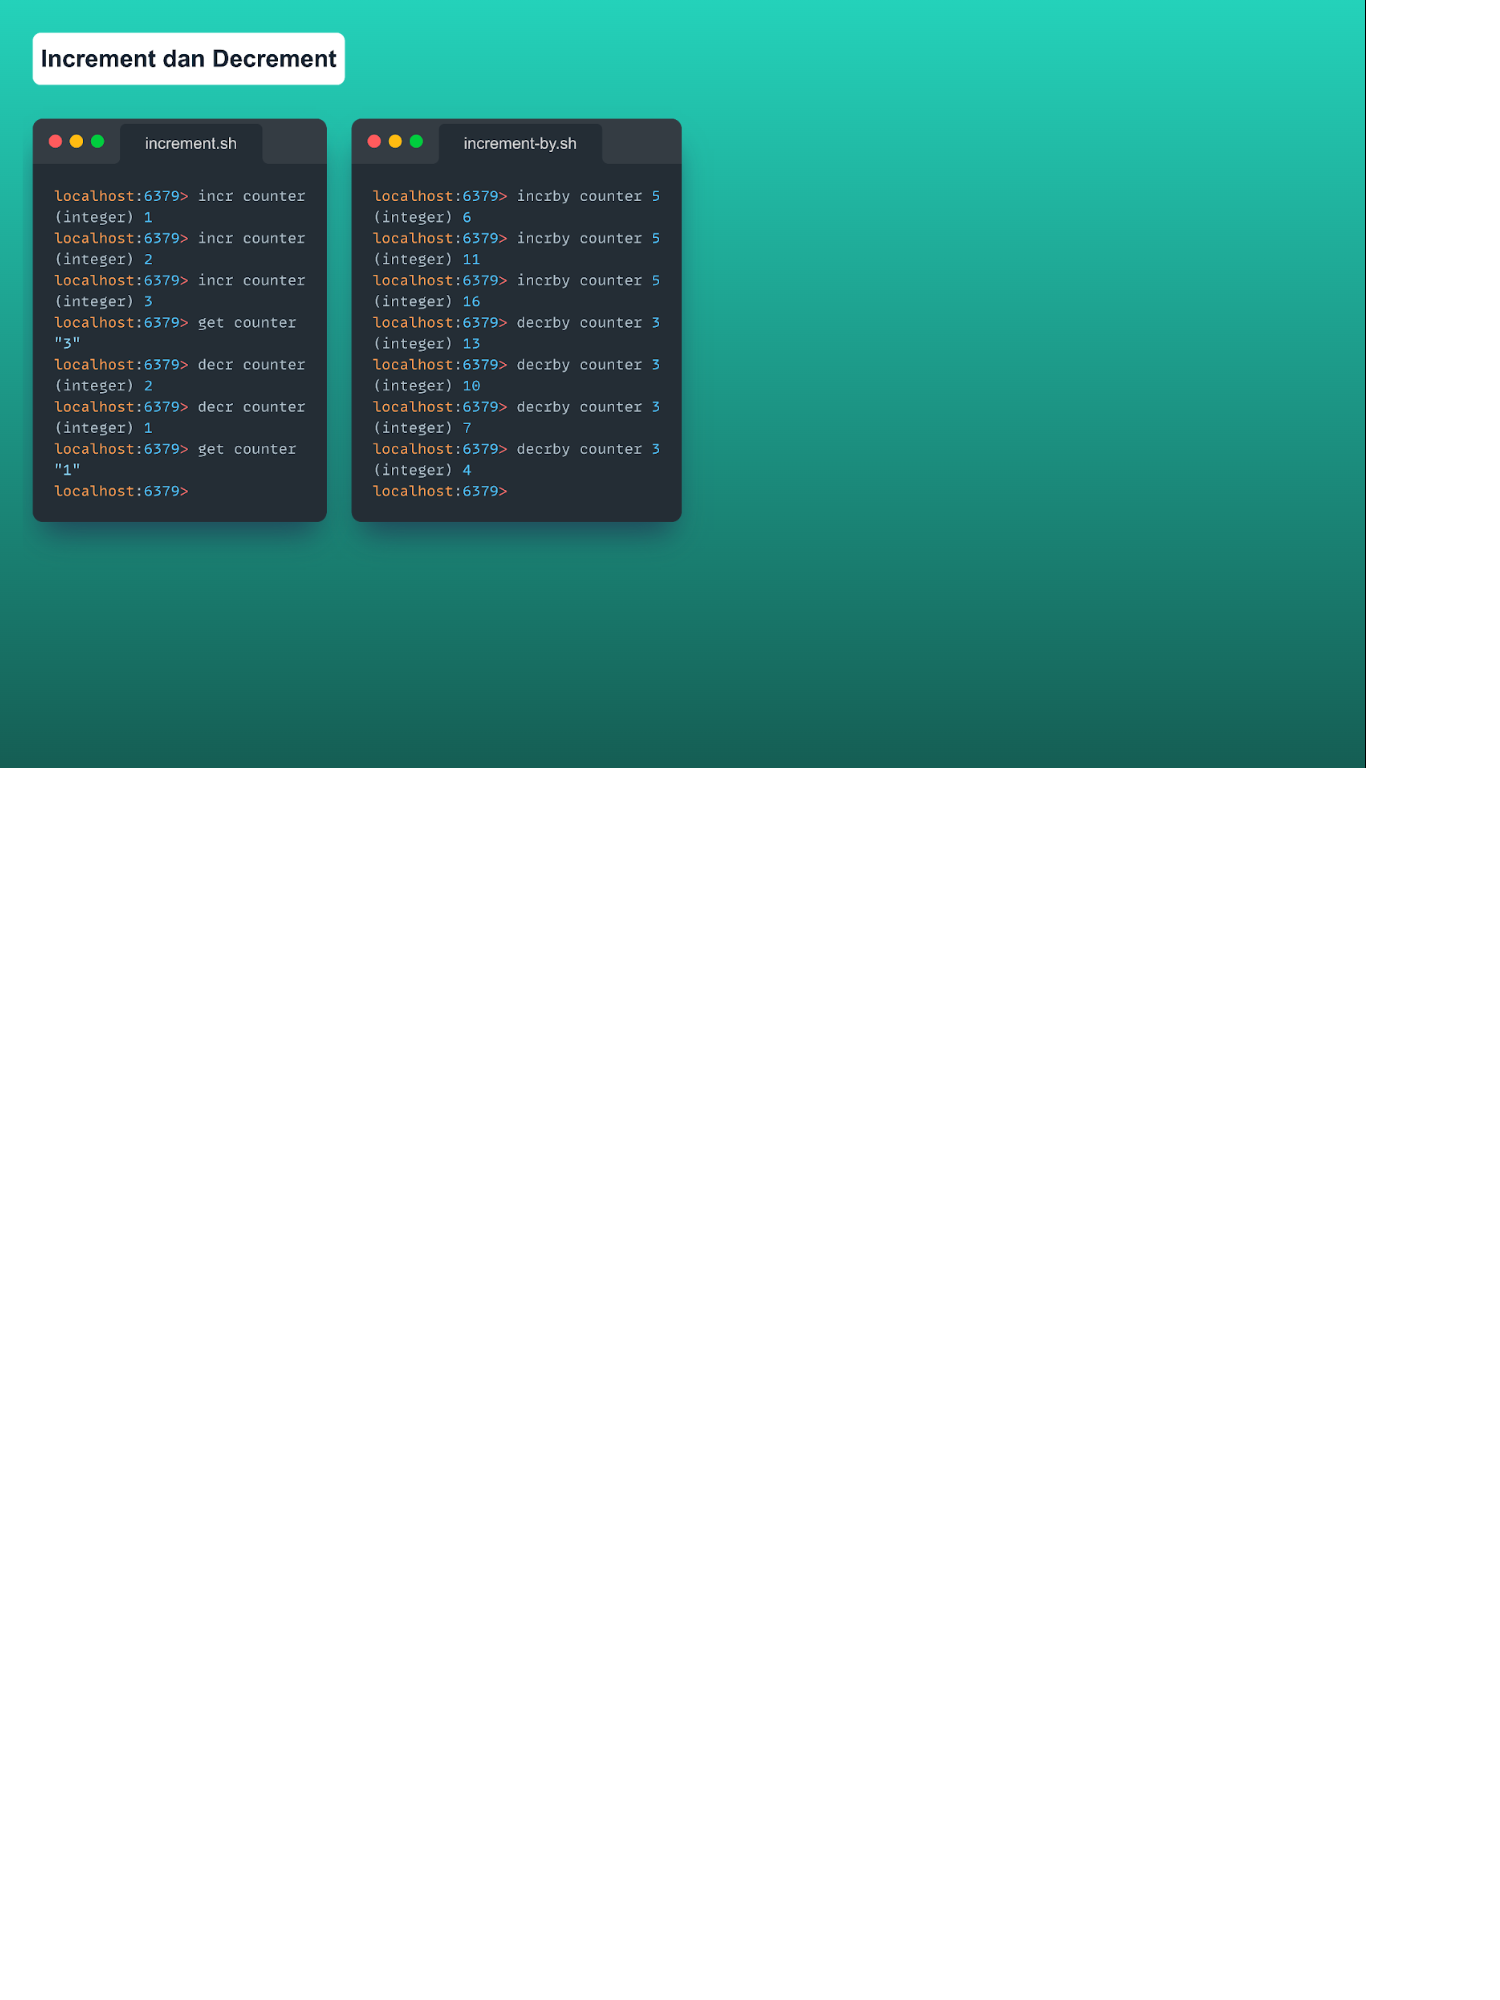 Increment dan Decrement
increment.sh
localhost:6379> incr counter
(integer) 1
localhost:6379> incr counter
(integer) 2
localhost:6379> incr counter
(integer) 3
localhost:6379> get counter
"3"
localhost:6379> decr counter
(integer) 2
localhost:6379> decr counter
(integer) 1
localhost:6379> get counter
"1"
localhost:6379>
increment-by.sh
localhost:6379> incrby counter 5
(integer) 6
localhost:6379> incrby counter 5
(integer) 11
localhost:6379> incrby counter 5
(integer) 16
localhost:6379> decrby counter 3
(integer) 13
localhost:6379> decrby counter 3
(integer) 10
localhost:6379> decrby counter 3
(integer) 7
localhost:6379> decrby counter 3
(integer) 4
localhost:6379>